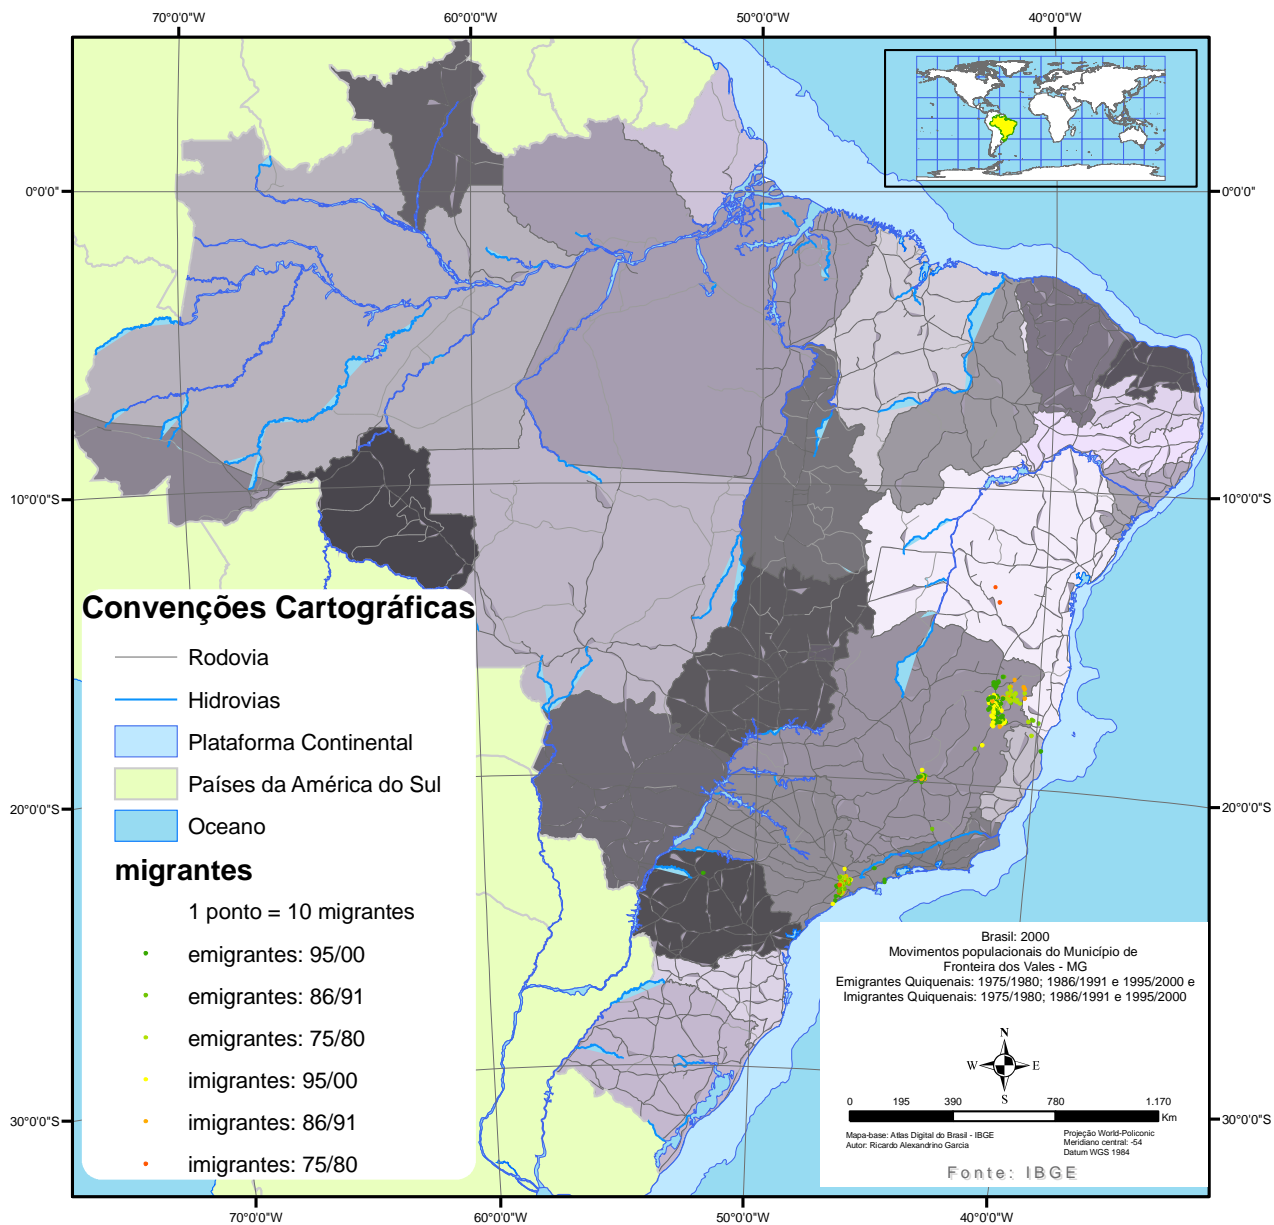 70°0'0"W
60°0'0"W
50°0'0"W
40°0'0"W
0°0'0"
0°0'0"
10°0'0"S
10°0'0"S
Convenções Cartográficas
Rodovia
Hidrovias
Plataforma Continental
Países da América do Sul
Oceano
20°0'0"S
20°0'0"S
migrantes
1 ponto = 10 migrantes
emigrantes: 95/00
emigrantes: 86/91
emigrantes: 75/80
imigrantes: 95/00
imigrantes: 86/91
imigrantes: 75/80
Brasil: 2000
Movimentos populacionais do Município de
Fronteira dos Vales - MG
Emigrantes Quiquenais: 1975/1980; 1986/1991 e 1995/2000 e
Imigrantes Quiquenais: 1975/1980; 1986/1991 e 1995/2000
N
W
E
S
0 195 390 780 1.170
Km
Mapa-base: Atlas Digital do Brasil - IBGE
Autor: Ricardo Alexandrino Garcia
Projeção World-Policonic
Meridiano central: -54
Datum WGS 1984
Fonte: IBGE
30°0'0"S
30°0'0"S
70°0'0"W
60°0'0"W
50°0'0"W
40°0'0"W